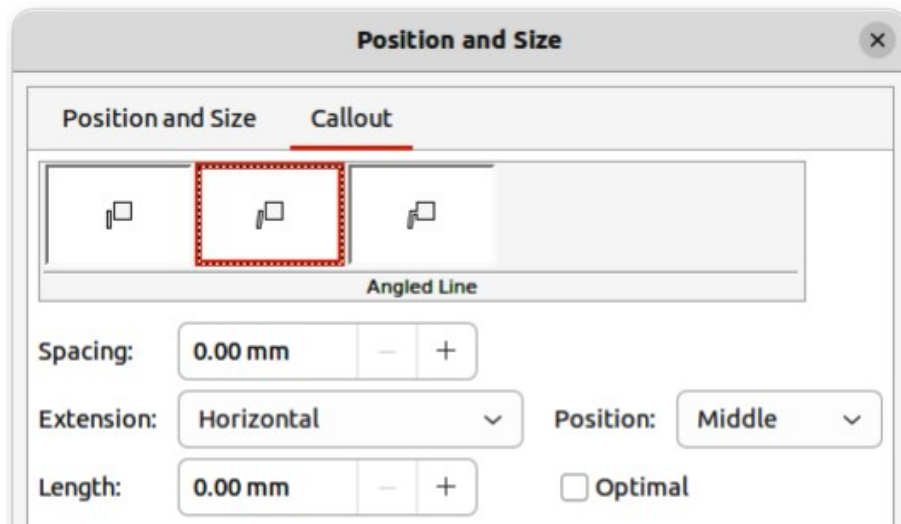 Position and Size
Position and Size Callout
Angled Line
Spacing: 0.00 mm
Extension: Horizontal Position: Middle
Length: 0.00 mm Optimal